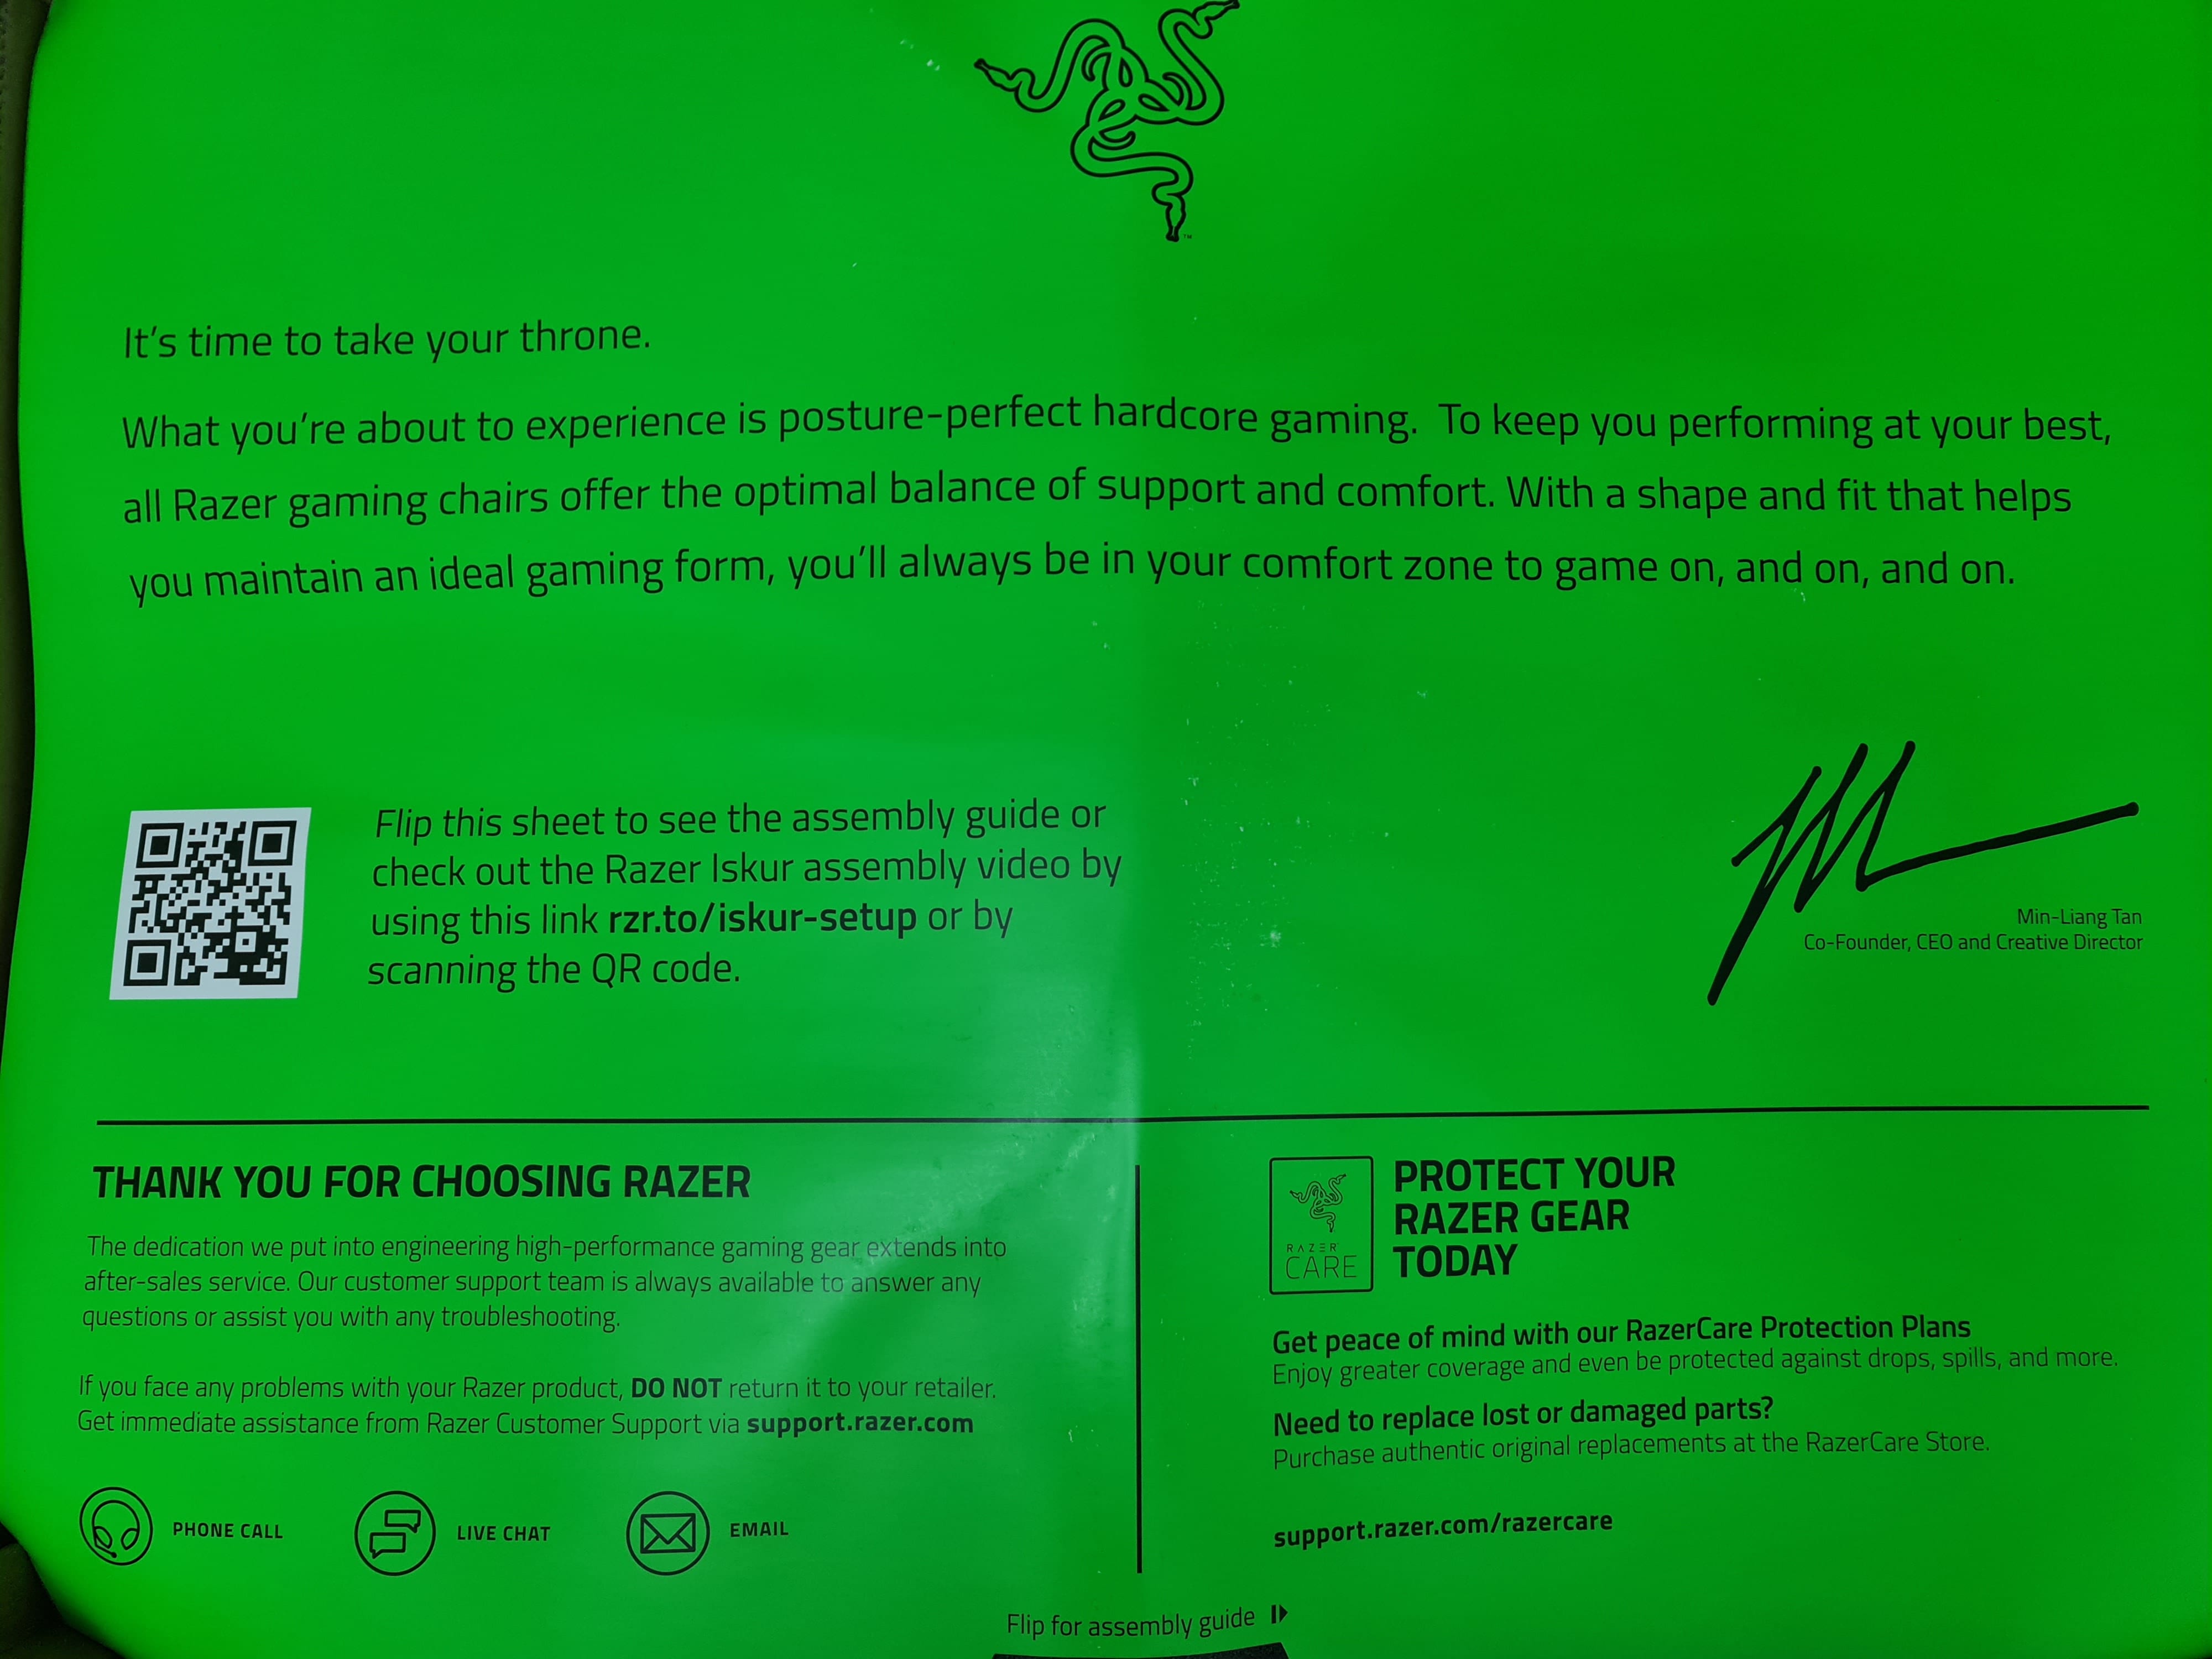 It's time to take your throne.
What you're about to experience is posture-perfect hardcore gaming. To keep you performing at your best,
all Razer gaming chairs offer the optimal balance of support and comfort. With a shape and fit that helps
you maintain an ideal gaming form, you'll always be in your comfort zone to game on, and on, and on.
Flip this sheet to see the assembly guide or
check out the Razer Iskur assembly video by
using this link rzr.to/iskur-setup or by
scanning the QR code.
Min-Liang Tan
Co-Founder, CEO and Creative Director
THANK YOU FOR CHOOSING RAZER
The dedication we put into engineering high-performance gaming gear extends into
after-sales service. Our customer support team is always available to answer any
questions or assist you with any troubleshooting.
If you face any problems with your Razer product, DO NOT return it to your retailer.
Get immediate assistance from Razer Customer Support via support.razer.com
PHONE CALL
LIVE CHAT
EMAIL
RAZER
CARE
PROTECT YOUR
RAZER GEAR
TODAY
Get peace of mind with our RazerCare Protection Plans
Enjoy greater coverage and even be protected against drops, spills, and more.
Need to replace lost or damaged parts?
Purchase authentic original replacements at the RazerCare Store.
support.razer.com/razercare
Flip for assembly guide